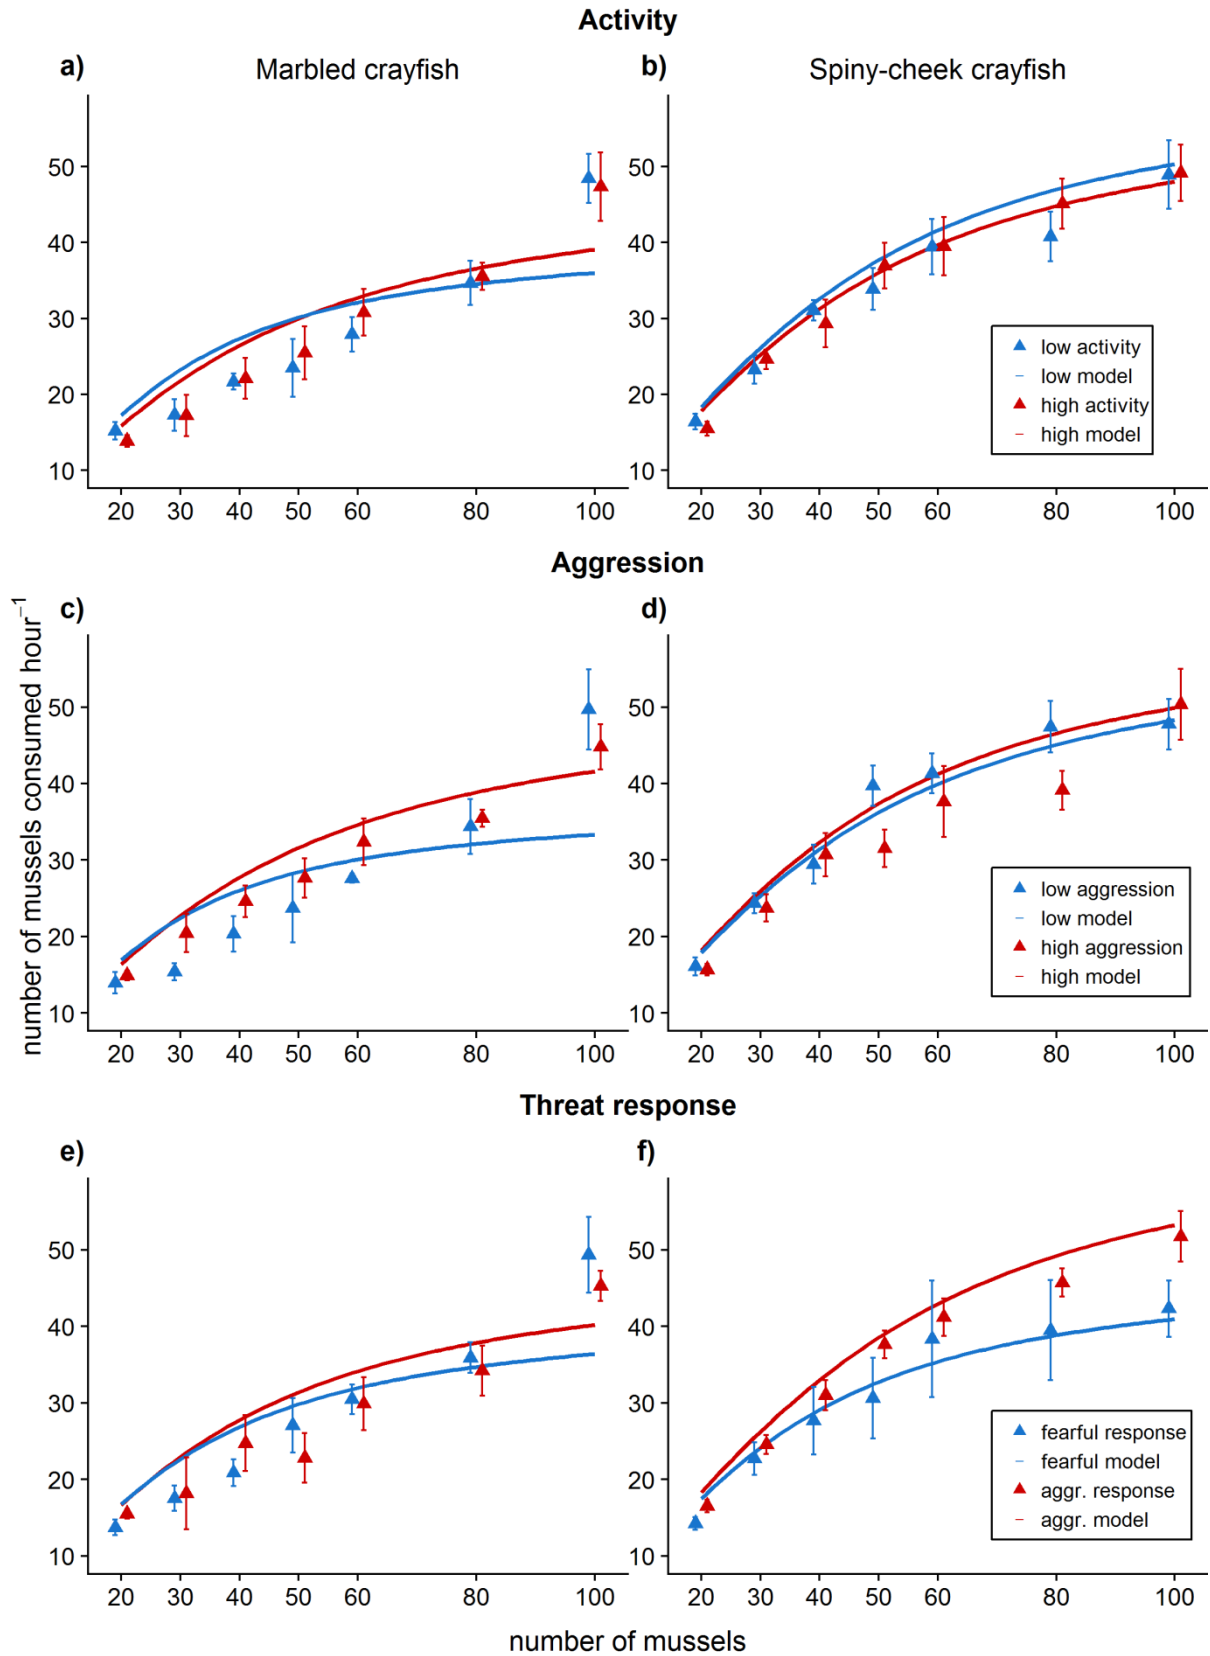 Activity
a) Marbled crayfish
b) Spiny-cheek crayfish
50
40
30
20
10
20 30 40 50 60 80 100
50
40
30
20
10
20 30 40 50 60 80 100
low activity
low model
high activity
high model
number of mussels consumed hour⁻¹
Aggression
c)
50
40
30
20
10
20 30 40 50 60 80 100
d)
50
40
30
20
10
20 30 40 50 60 80 100
low aggression
low model
high aggression
high model
Threat response
e)
50
40
30
20
10
20 30 40 50 60 80 100
f)
50
40
30
20
10
20 30 40 50 60 80 100
fearful response
fearful model
aggr. response
aggr. model
number of mussels